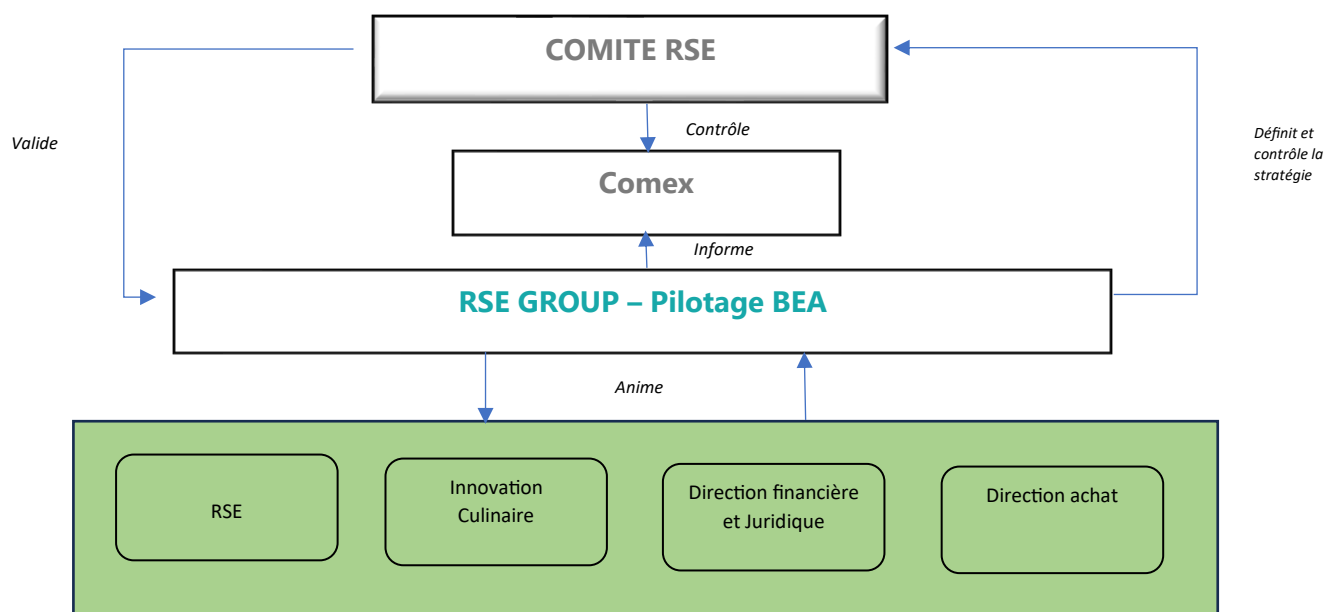 COMITE RSE
Contrôle
Valide
Définit et
contrôle la
stratégie
Comex
Informe
RSE GROUP – Pilotage BEA
Anime
RSE
Innovation
Culinaire
Direction financière
et Juridique
Direction achat